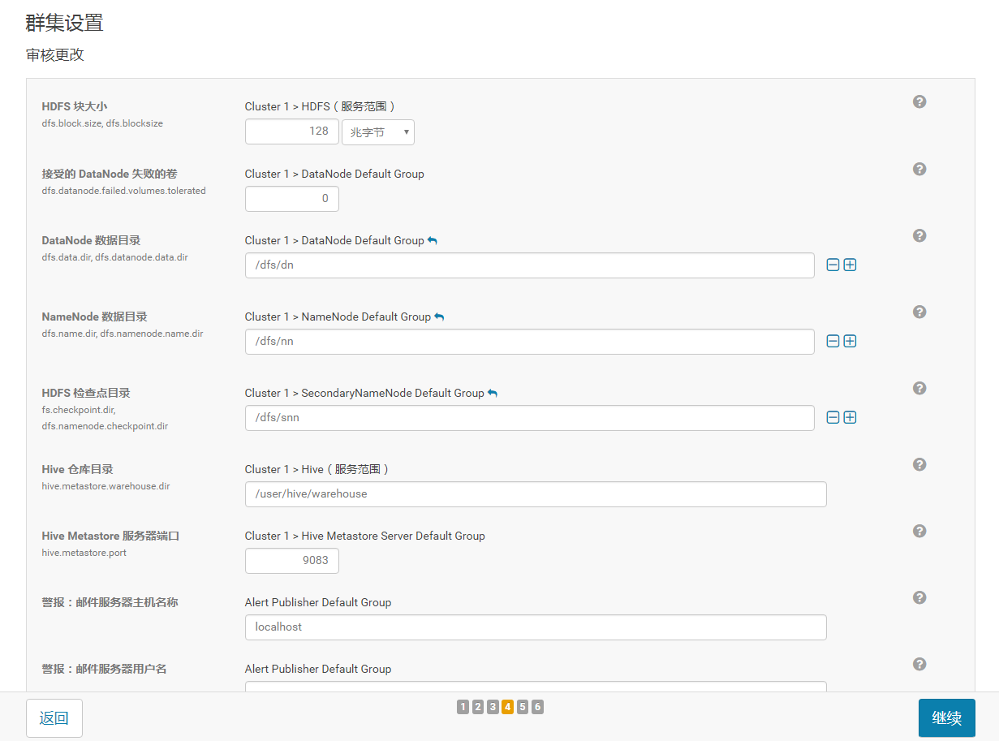 群集设置
审核更改
HDFS 块大小
Cluster 1 > HDFS ( 服务范围 )
dfs.block.size, dfs.blocksize
128 兆字节
接受的 DataNode 失败的卷
Cluster 1 > DataNode Default Group
dfs.datanode.failed.volumes.tolerated
0
DataNode 数据目录
Cluster 1 > DataNode Default Group
dfs.data.dir, dfs.datanode.data.dir
/dfs/dn
NameNode 数据目录
Cluster 1 > NameNode Default Group
dfs.name.dir, dfs.namenode.name.dir
/dfs/nn
HDFS 检查点目录
Cluster 1 > SecondaryNameNode Default Group
fs.checkpoint.dir,
dfs.namenode.checkpoint.dir
/dfs/snn
Hive 仓库目录
Cluster 1 > Hive ( 服务范围 )
hive.metastore.warehouse.dir
/user/hive/warehouse
Hive Metastore 服务器端口
Cluster 1 > Hive Metastore Server Default Group
hive.metastore.port
9083
警报：邮件服务器主机名称
Alert Publisher Default Group
localhost
警报：邮件服务器用户名
Alert Publisher Default Group
返回
1 2 3 4 5 6
继续